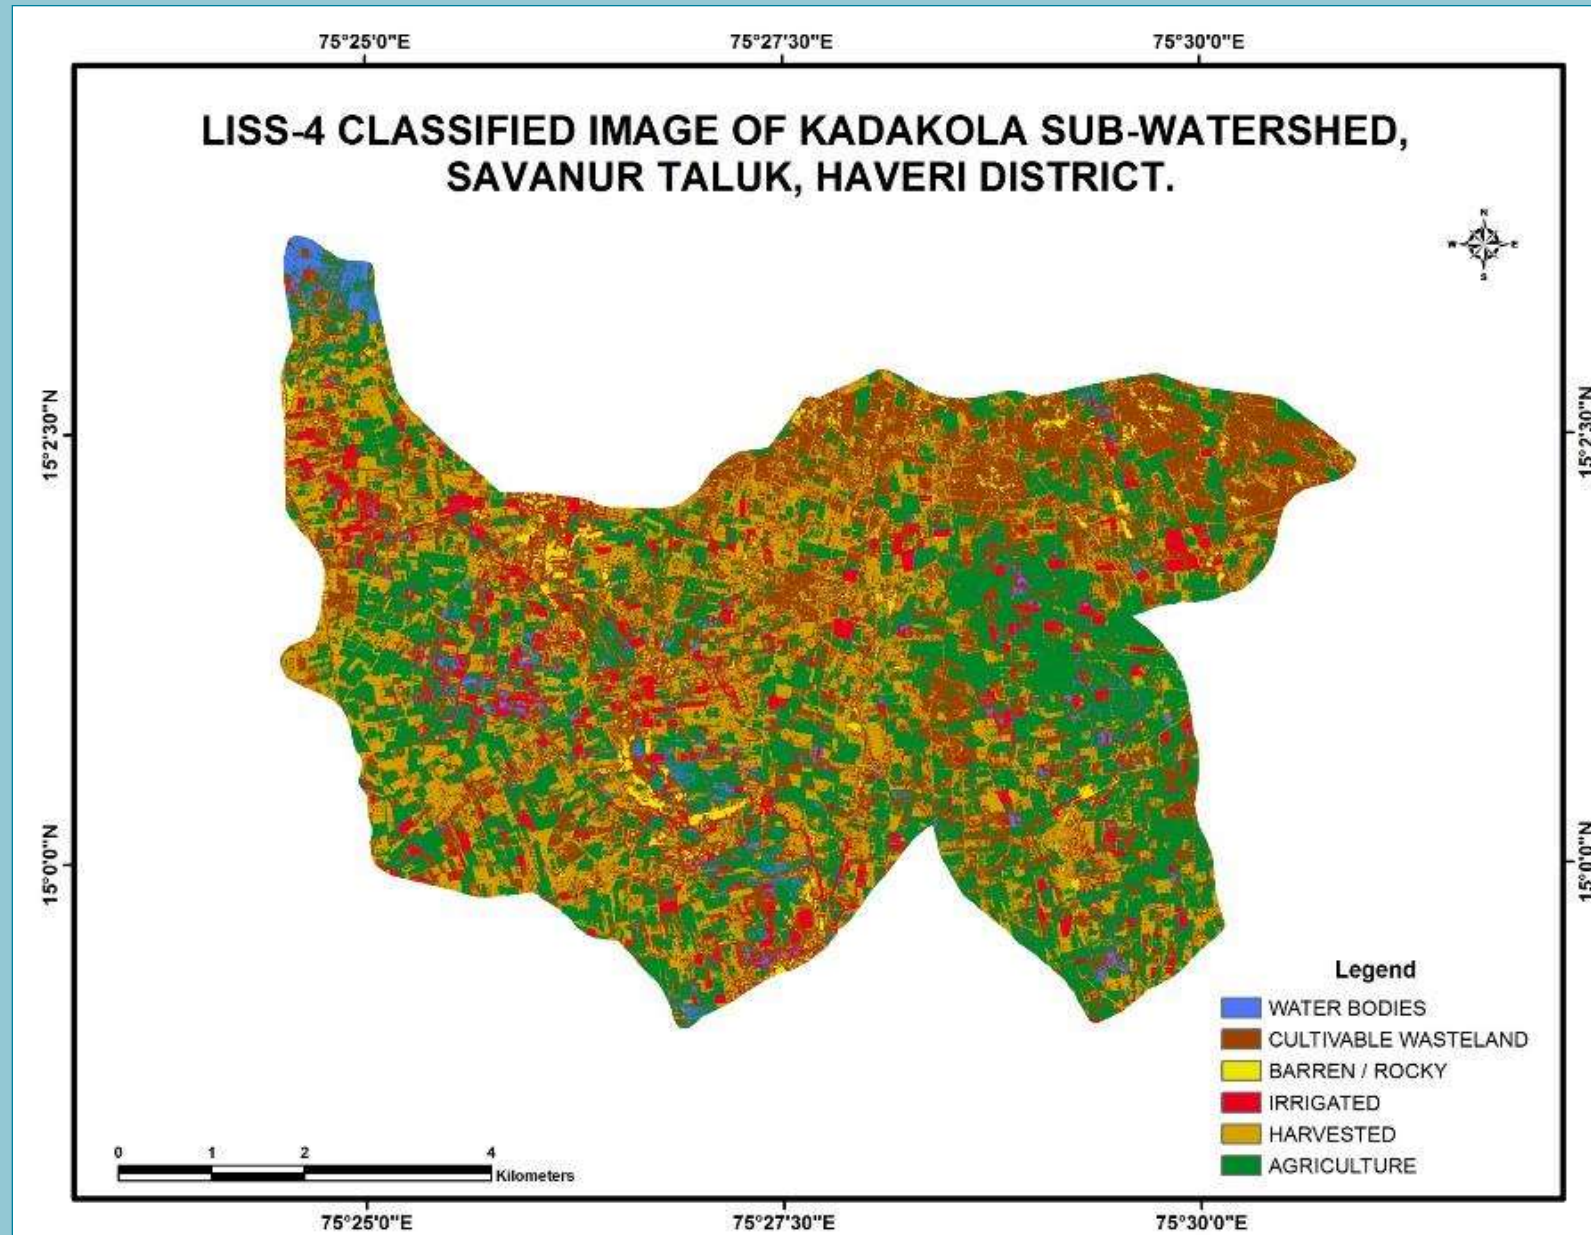 75°25'0"E 75°27'30"E 75°30'0"E
LISS-4 CLASSIFIED IMAGE OF KADAKOLA SUB-WATERSHED,
SAVANUR TALUK, HAVERI DISTRICT.
N
W E
S
15°2'30"N 15°2'30"N
15°0'0"N 15°0'0"N
Legend
WATER BODIES
CULTIVABLE WASTELAND
BARREN / ROCKY
IRRIGATED
HARVESTED
AGRICULTURE
0 1 2 4
Kilometers
75°25'0"E 75°27'30"E 75°30'0"E